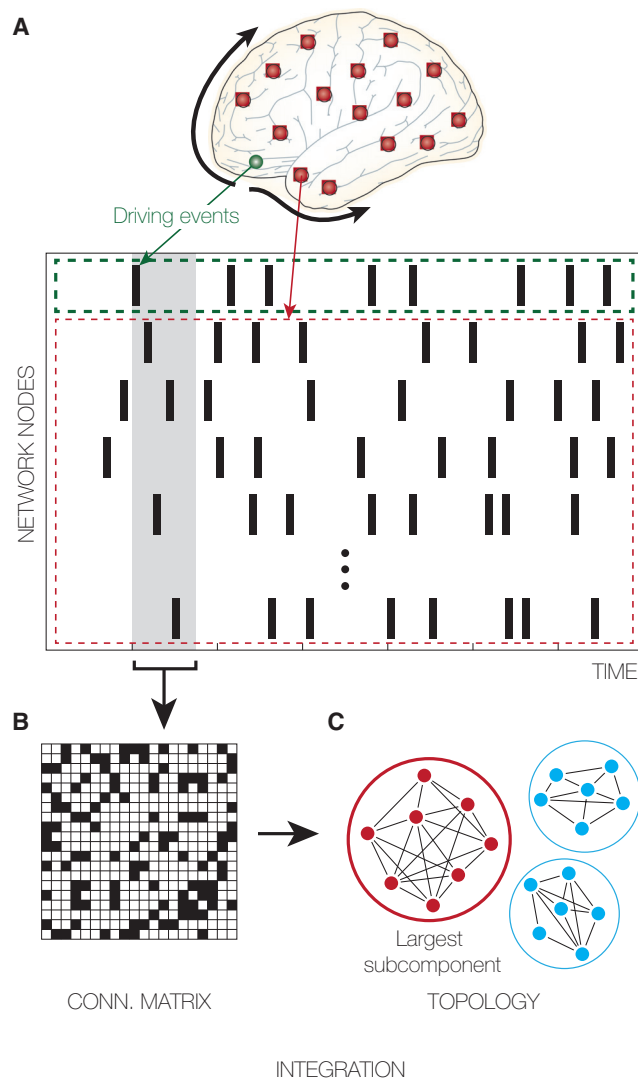 A
Driving events
NETWORK NODES
TIME
B
C
Largest
subcomponent
CONN. MATRIX
TOPOLOGY
INTEGRATION